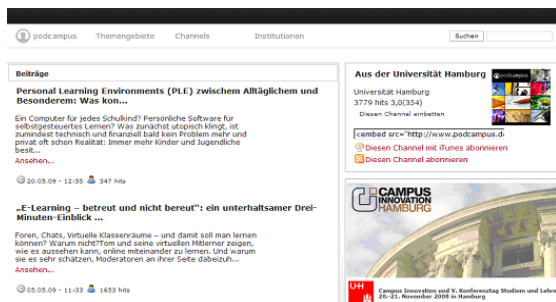 podcampus Themengebiete Channels Institutionen Suchen
Beiträge
Personal Learning Environments (PLE) zwischem Alltäglichem und
Besonderem: Was kon...
Ein Computer für jedes Schulkind? Persönliche Software für
selbstgesteuertes Lernen? Was zunächst utopisch klingt, ist
zumindest technisch und finanziell bald kein Problem mehr und
privat oft schon Realität: Immer mehr Kinder und Jugendliche
besit...
Ansehen...
20.05.09 - 12:35 347 hits
„E-Learning – betreut und nicht bereut“: ein unterhaltsamer Drei-
Minuten-Einblick ...
Foren, Chats, Virtuelle Klassenräume – und damit soll man lernen
können? Warum nicht?Tom und seine virtuellen Mitlerner zeigen,
wie es aussehen kann, online miteinander zu lernen. Und warum
sie es sehr schätzen, Moderatoren an ihrer Seite dabeizuh...
Ansehen...
05.05.09 - 11:33 1653 hits
Aus der Universität Hamburg
podcampus
Universität Hamburg
3779 hits 3,0(354)
Diesen Channel einbetten
<embed src="http://www.podcampus.d
Diesen Channel mit iTunes abonnieren
Diesen Channel abonnieren
CAMPUS
INNOVATION
HAMBURG
UH
Campus Innovation und V. Konferenztag Studium und Lehre
20.-21. November 2008 in Hamburg